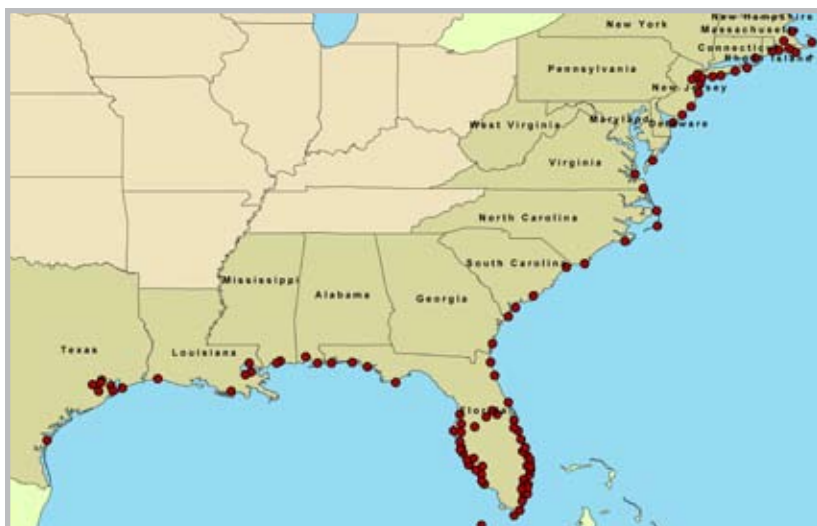 New Hampshire
New York
Massachusetts
Connecticut
Rhode Island
Pennsylvania
New Jersey
Maryland
Delaware
West Virginia
Virginia
North Carolina
South Carolina
Mississippi
Alabama
Georgia
Texas
Louisiana
Florida